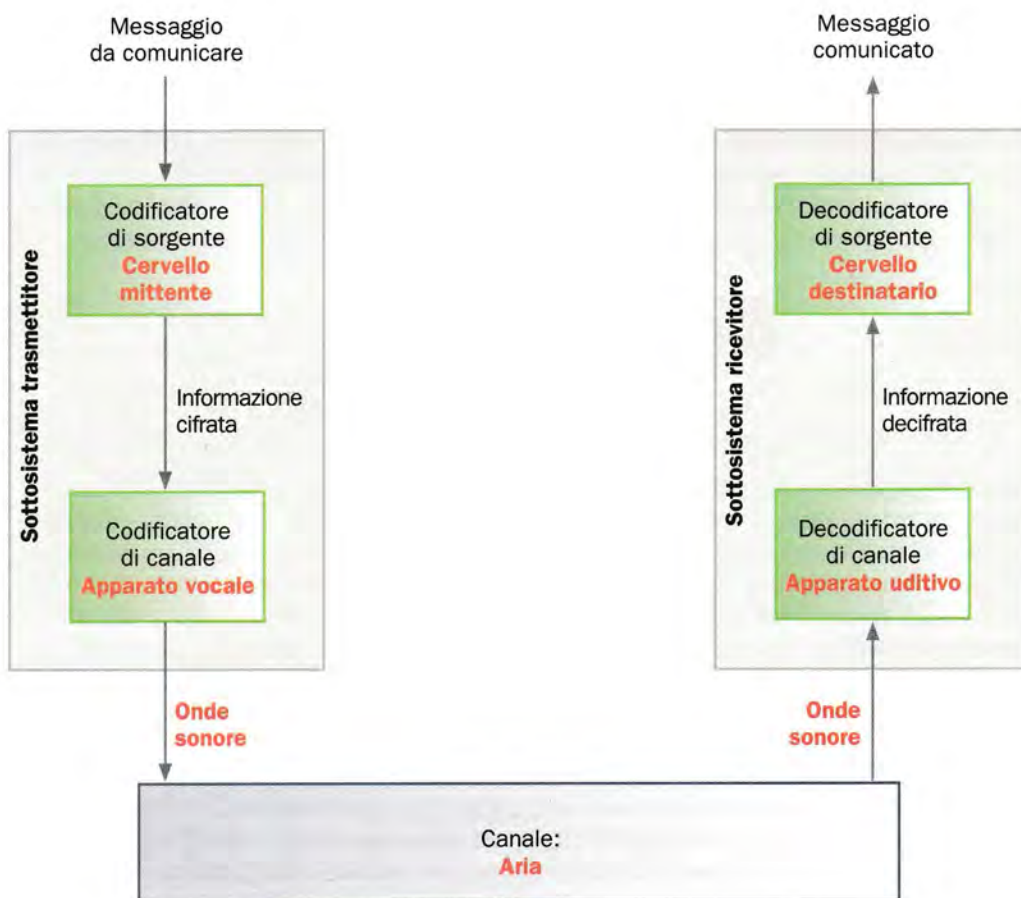 Messaggio
da comunicare
Sottosistema trasmettitore
Codificatore
di sorgente
Cervello
mittente
Informazione
cifrata
Codificatore
di canale
Apparato vocale
Onde
sonore
Canale:
Aria
Onde
sonore
Sottosistema ricevitore
Decodificatore
di canale
Apparato uditivo
Informazione
decifrata
Decodificatore
di sorgente
Cervello
destinatario
Messaggio
comunicato